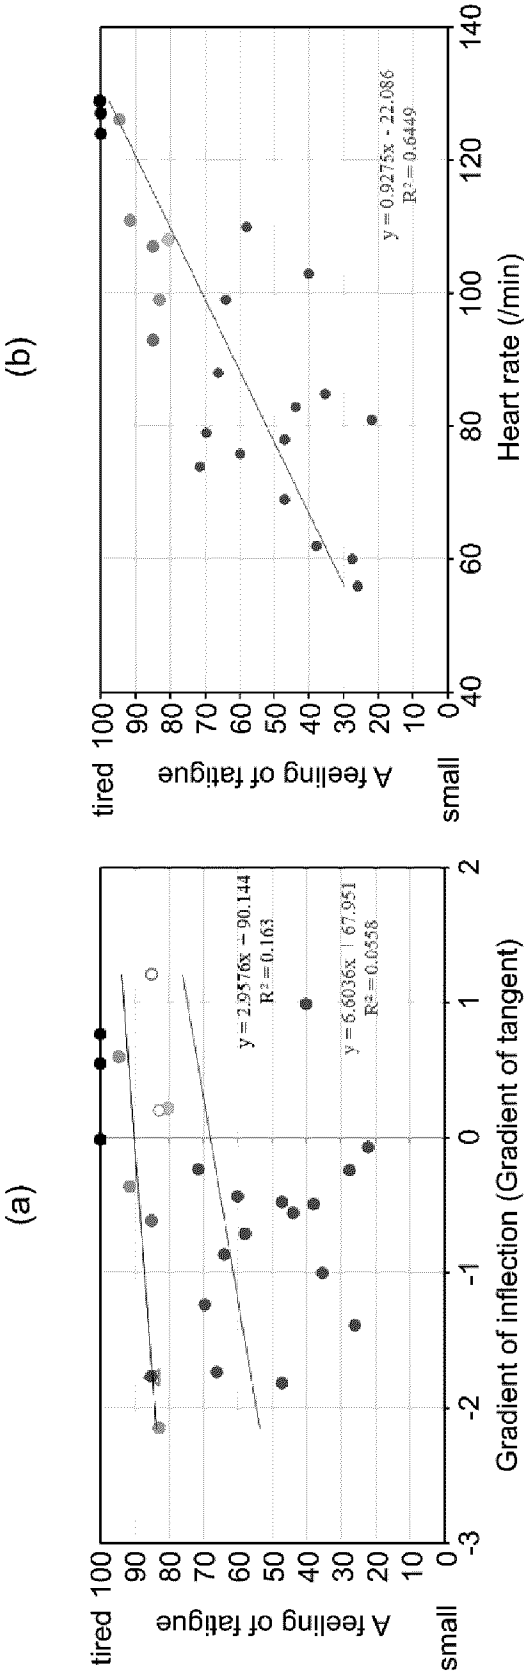 (a)
tired 100
90
80
70
60
50
40
30
20
10
small 0
A feeling of fatigue
-3 -2 -1 0 1 2
Gradient of inflection (Gradient of tangent)
y = 2.9576x + 90.144
R² = 0.163
y = 6.6036x + 67.951
R² = 0.0558
(b)
tired 100
90
80
70
60
50
40
30
20
10
small 0
A feeling of fatigue
40 60 80 100 120 140
Heart rate (/min)
y = 0.9275x - 22.086
R² = 0.6449